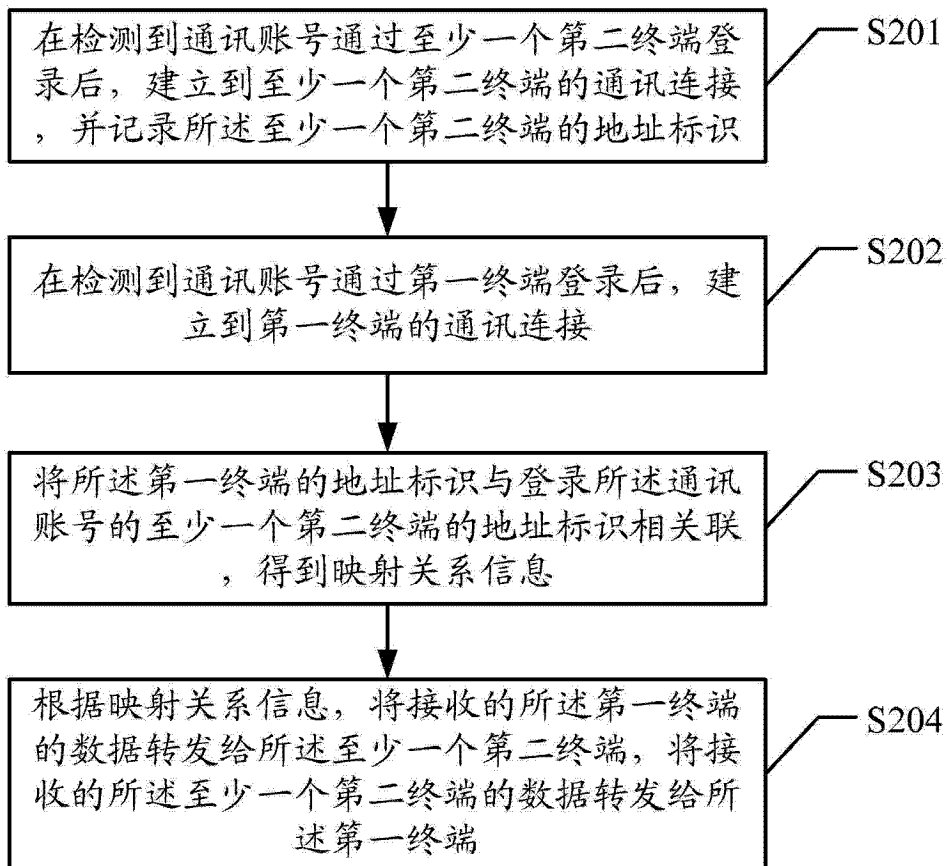 在检测到通讯账号通过至少一个第二终端登
录后，建立到至少一个第二终端的通讯连接
，并记录所述至少一个第二终端的地址标识
S201
在检测到通讯账号通过第一终端登录后，建
立到第一终端的通讯连接
S202
将所述第一终端的地址标识与登录所述通讯
账号的至少一个第二终端的地址标识相关联
，得到映射关系信息
S203
根据映射关系信息，将接收的所述第一终端
的数据转发给所述至少一个第二终端，将接
收的所述至少一个第二终端的数据转发给所
述第一终端
S204